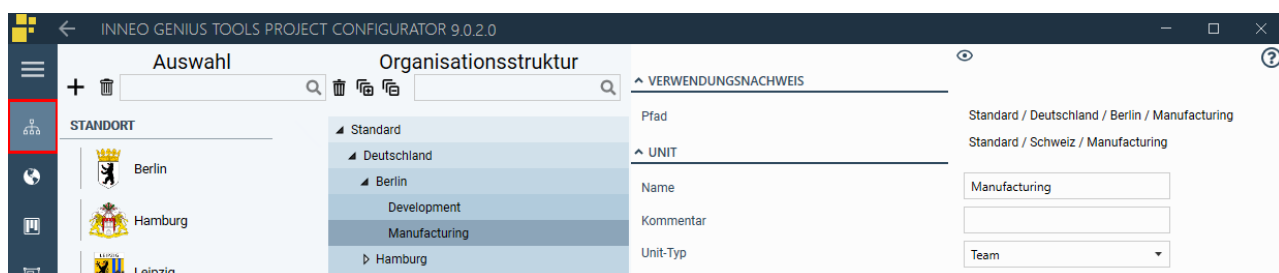 INNEO GENIUS TOOLS PROJECT CONFIGURATOR 9.0.2.0
Auswahl
STANDORT
Berlin
Hamburg
Leipzig
Organisationsstruktur
Standard
Deutschland
Berlin
Development
Manufacturing
Hamburg
VERWENDUNGSNACHWEIS
Pfad
Standard / Deutschland / Berlin / Manufacturing
Standard / Schweiz / Manufacturing
UNIT
Name
Manufacturing
Kommentar
Unit-Typ
Team